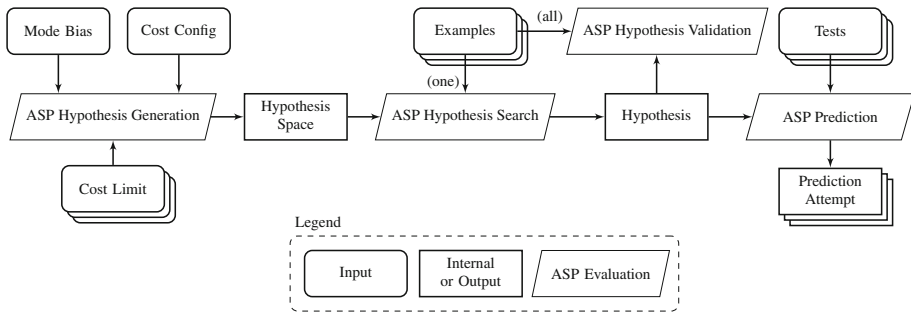 Mode Bias
Cost Config
Examples
(all)
ASP Hypothesis Validation
Tests
(one)
ASP Hypothesis Generation
Hypothesis
Space
ASP Hypothesis Search
Hypothesis
ASP Prediction
Cost Limit
Prediction
Attempt
Legend
Input
Internal
or Output
ASP Evaluation